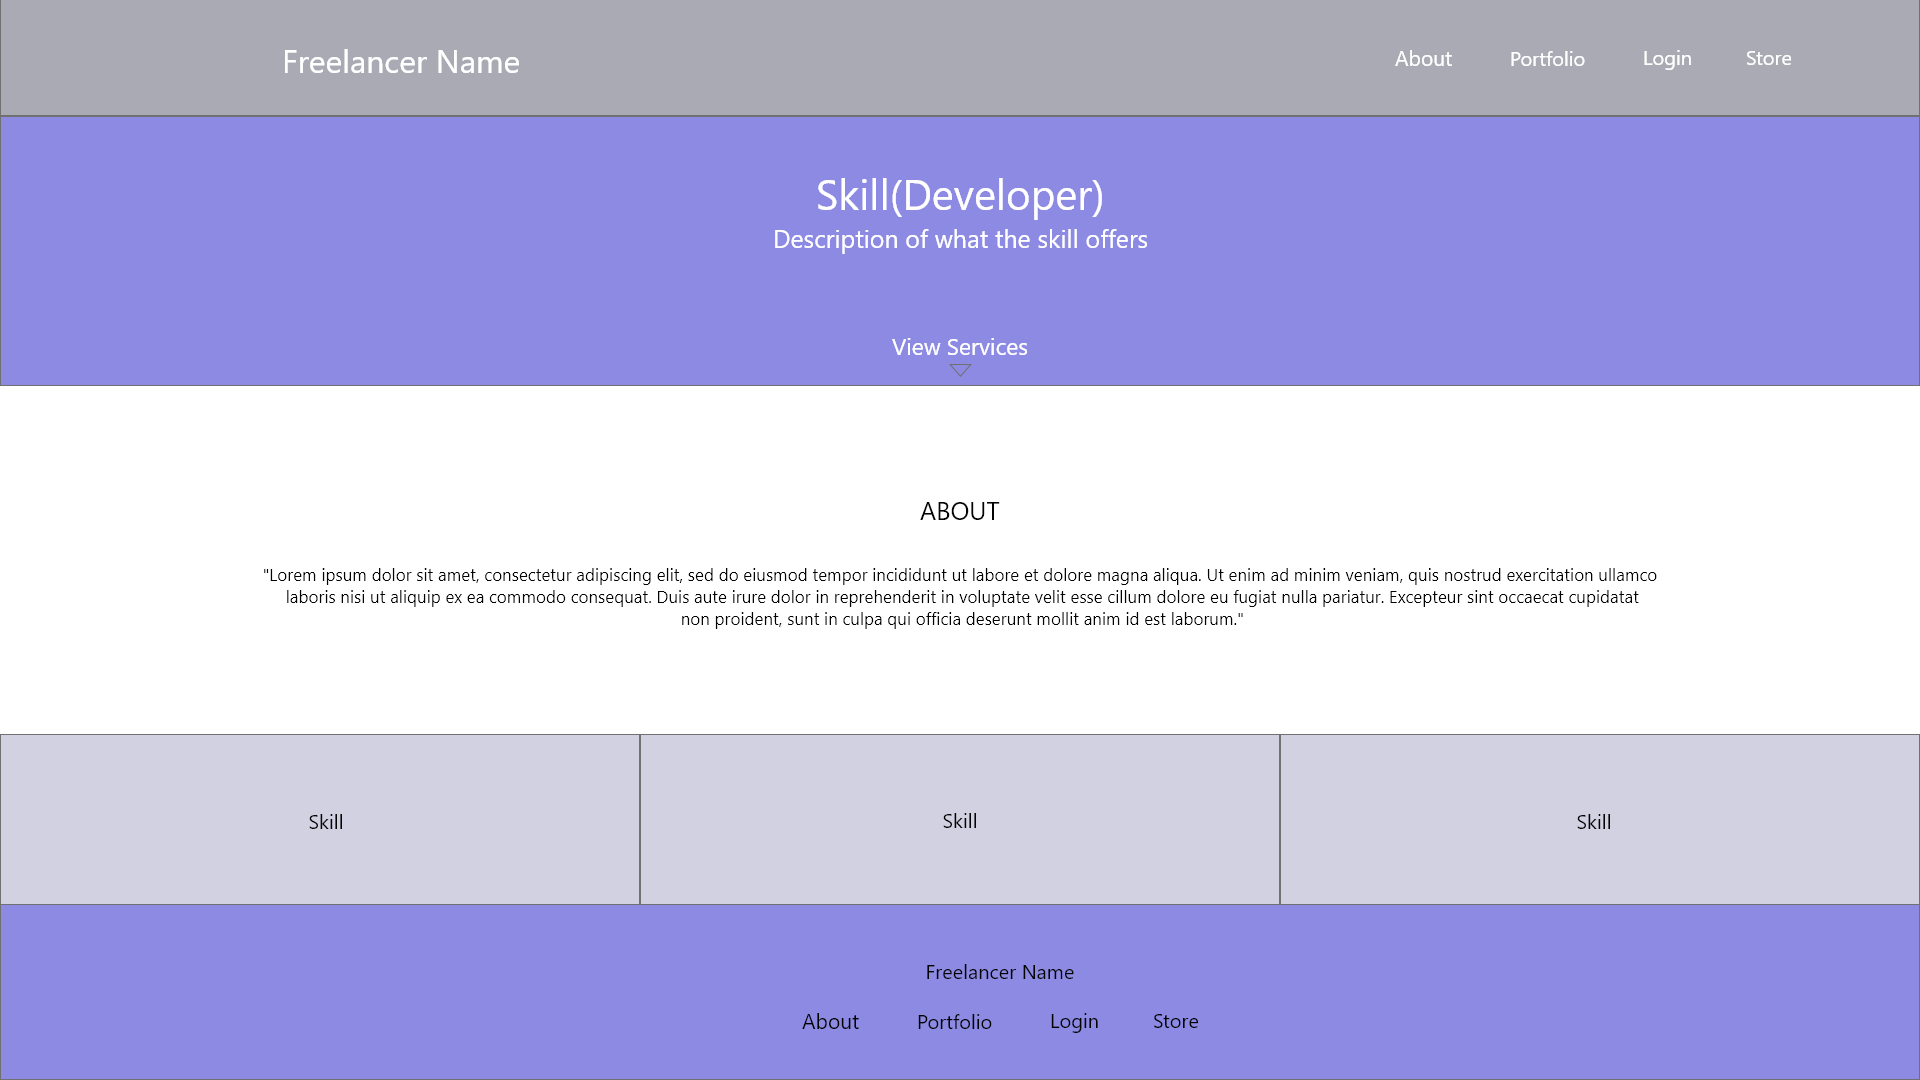 Freelancer Name
About Portfolio Login Store
Skill(Developer)
Description of what the skill offers
View Services
ABOUT
"Lorem ipsum dolor sit amet, consectetur adipiscing elit, sed do eiusmod tempor incididunt ut labore et dolore magna aliqua. Ut enim ad minim veniam, quis nostrud exercitation ullamco
laboris nisi ut aliquip ex ea commodo consequat. Duis aute irure dolor in reprehenderit in voluptate velit esse cillum dolore eu fugiat nulla pariatur. Excepteur sint occaecat cupidatat
non proident, sunt in culpa qui officia deserunt mollit anim id est laborum."
Skill
Skill
Skill
Freelancer Name
About Portfolio Login Store